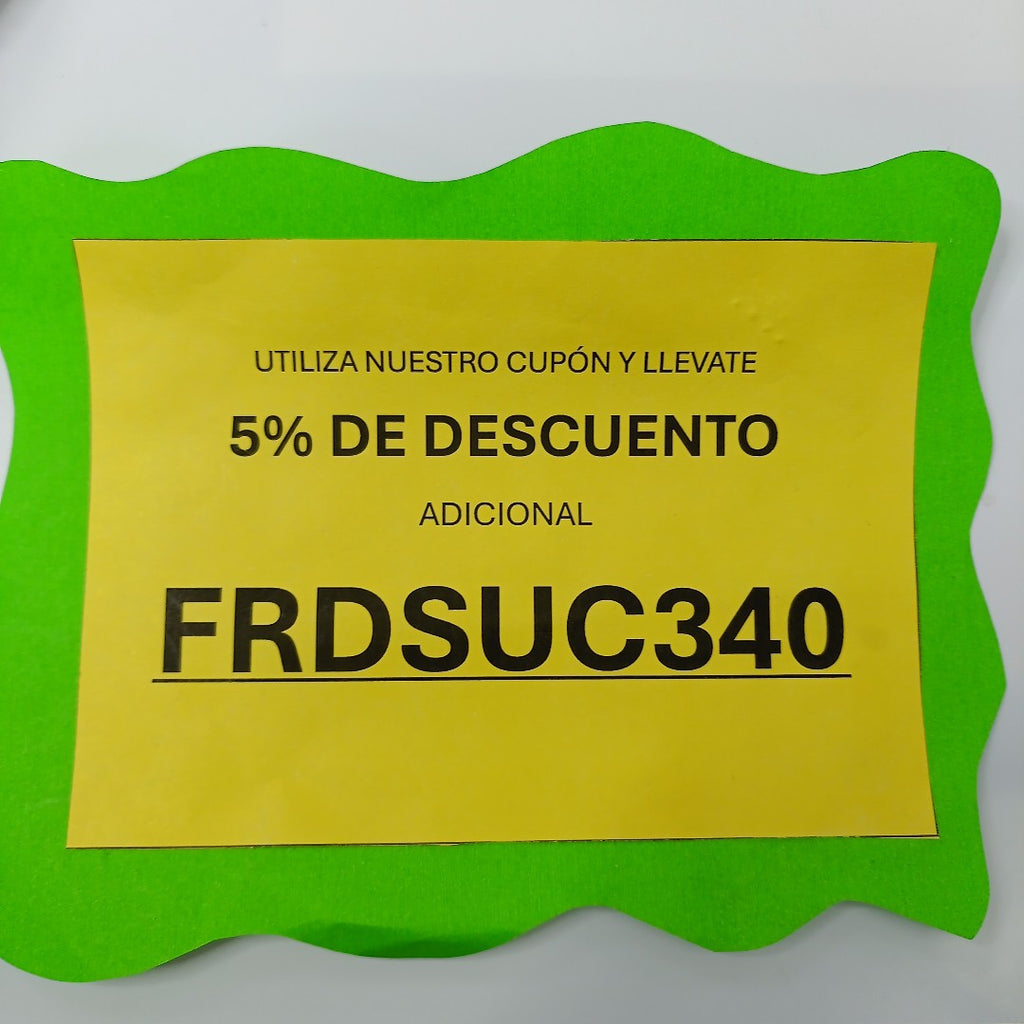 UTILIZA NUESTRO CUPÓN Y LLEVATE
5% DE DESCUENTO
ADICIONAL
FRDSUC340